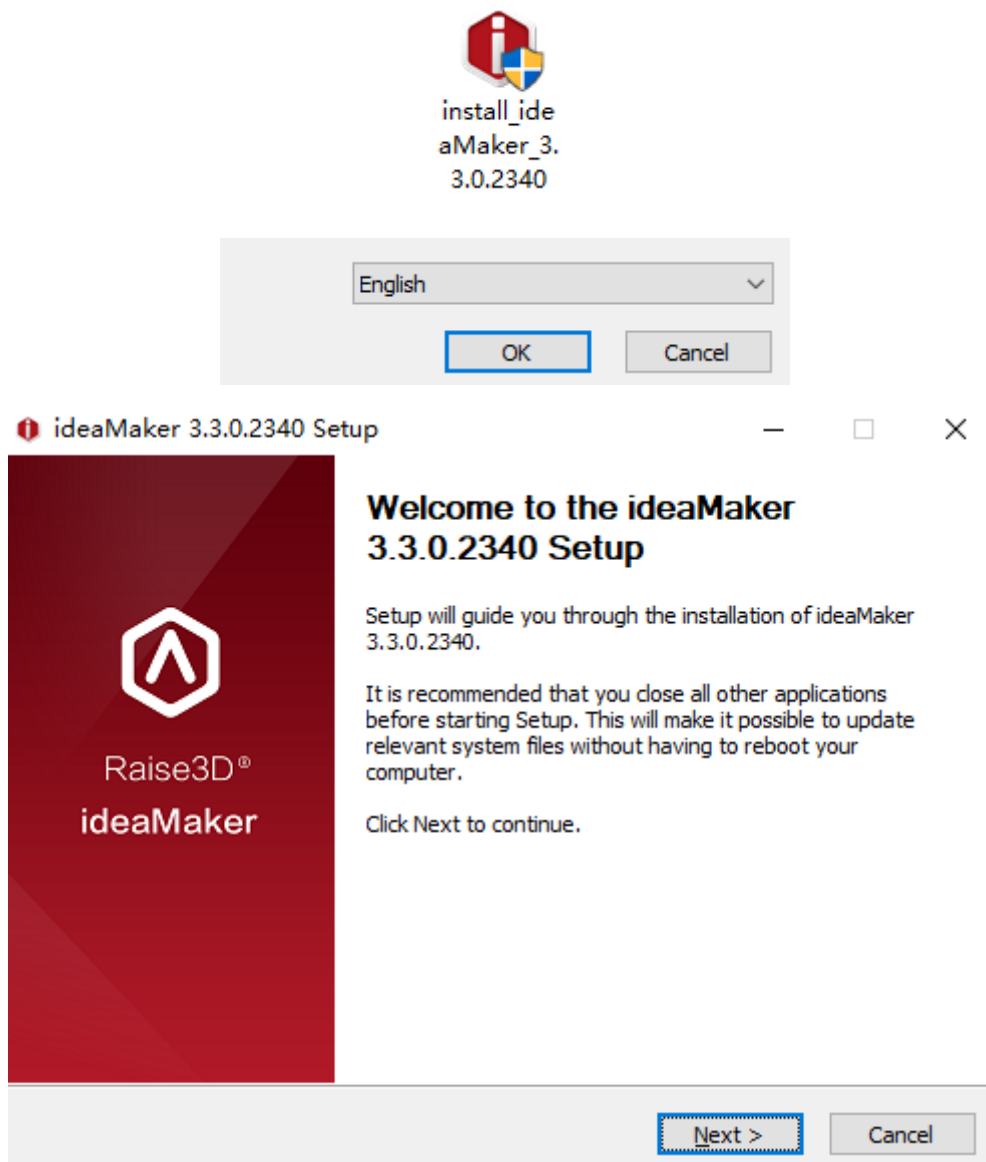 install_ide
aMaker_3.
3.0.2340
English
OK
Cancel
ideaMaker 3.3.0.2340 Setup
Welcome to the ideaMaker
3.3.0.2340 Setup
Setup will guide you through the installation of ideaMaker
3.3.0.2340.
It is recommended that you close all other applications
before starting Setup. This will make it possible to update
relevant system files without having to reboot your
computer.
Click Next to continue.
Raise3D®
ideaMaker
Next >
Cancel